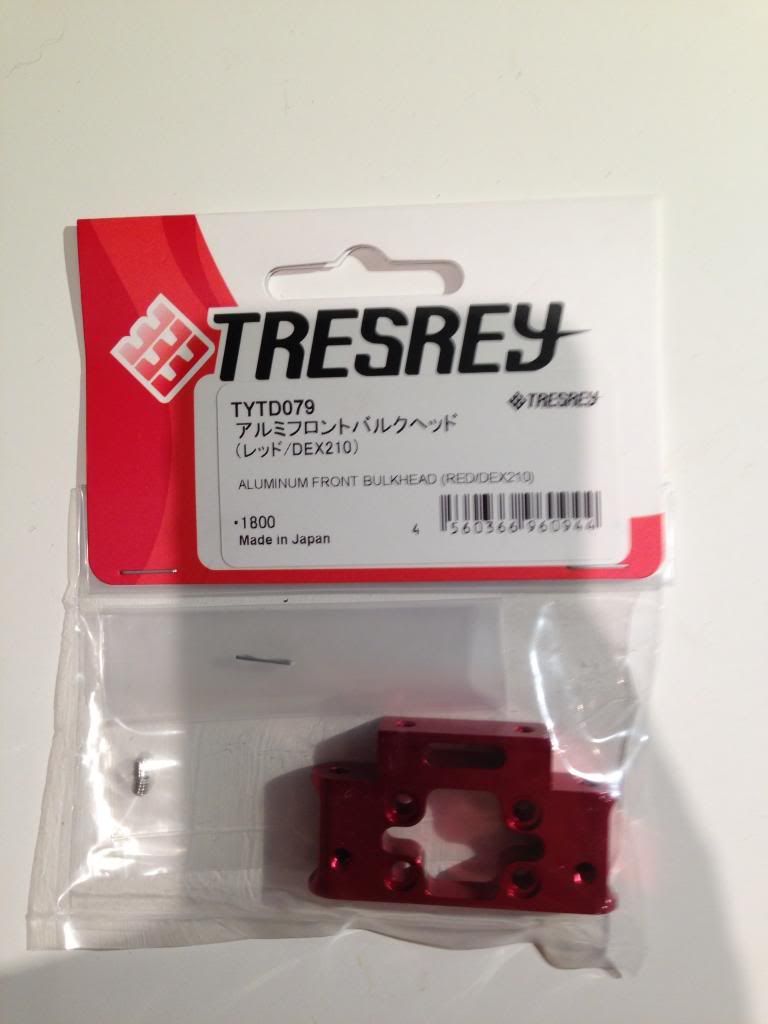 TRESREY
TYTD079
TRESREY
アルミフロントバルクヘッド
(レッド/DEX210)
ALUMINUM FRONT BULKHEAD (RED/DEX210)
・1800
Made in Japan
4 560366 960944